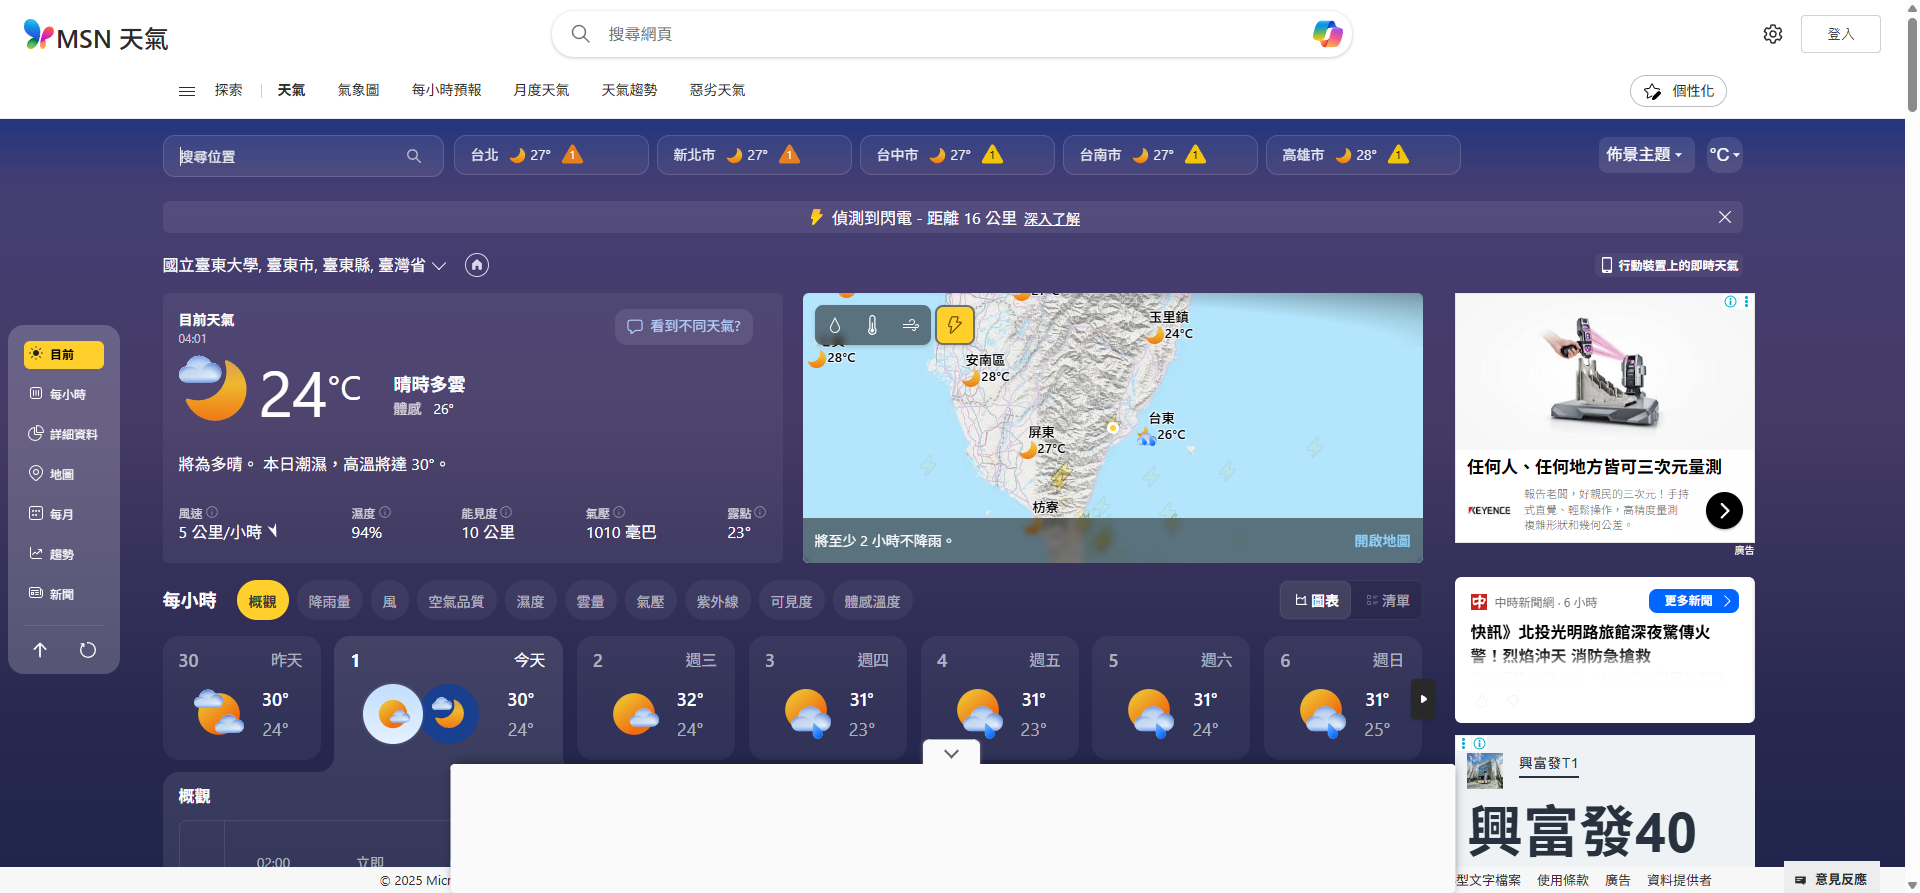 MSN 天氣
搜尋網頁
登入
探索 天氣 氣象圖 每小時預報 月度天氣 天氣趨勢 惡劣天氣
個性化
搜尋位置
台北 27° 1
新北市 27° 1
台中市 27° 1
台南市 27° 1
高雄市 28° 1
佈景主題
°C
偵測到閃電 - 距離 16 公里 深入了解
國立臺東大學, 臺東市, 臺東縣, 臺灣省
行動裝置上的即時天氣
目前
每小時
詳細資料
地圖
每月
趨勢
新聞
目前天氣
04:01
看到不同天氣?
24°C
晴時多雲
體感 26°
將為多晴。 本日潮濕，高溫將達 30°。
風速 濕度 能見度 氣壓 露點
5 公里/小時 94% 10 公里 1010 毫巴 23°
玉里鎮
24°C
28°C
安南區
28°C
台東
26°C
屏東
27°C
枋寮
將至少 2 小時不降雨。
開啟地圖
任何人、任何地方皆可三次元量測
KEYENCE
報告老闆，好親民的三次元！手持
式直覺、輕鬆操作，高精度量測
複雜形狀和幾何公差。
廣告
每小時 概觀 降雨量 風 空氣品質 濕度 雲量 氣壓 紫外線 可見度 體感溫度
圖表 清單
30 昨天
30°
24°
1 今天
30°
24°
2 週三
32°
24°
3 週四
31°
23°
4 週五
31°
23°
5 週六
31°
24°
6 週日
31°
25°
中時新聞網 · 6 小時
更多新聞
快訊》北投光明路旅館深夜驚傳火
警！烈焰沖天 消防急搶救
興富發T1
興富發40
概觀
02:00 立即
© 2025 Micr
型文字檔案 使用條款 廣告 資料提供者
意見反應